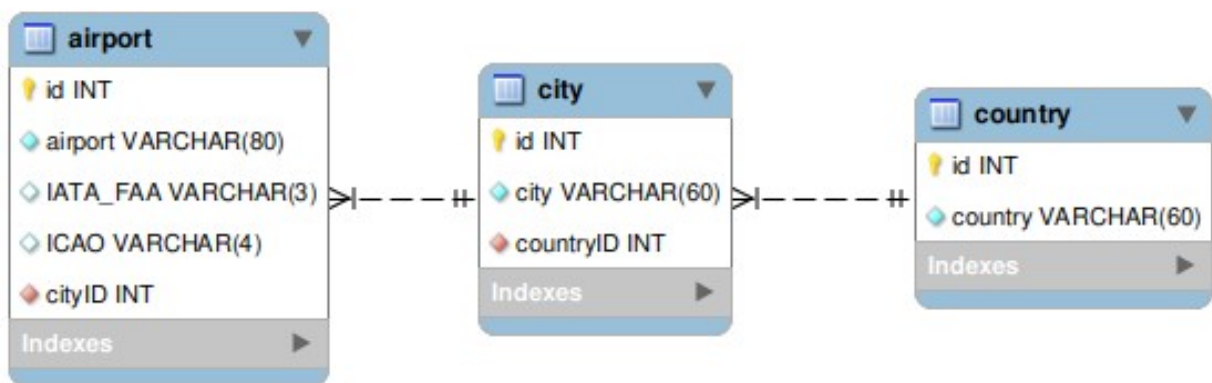 airport
id INT
airport VARCHAR(80)
IATA_FAA VARCHAR(3)
ICAO VARCHAR(4)
cityID INT
Indexes
city
id INT
city VARCHAR(60)
countryID INT
Indexes
country
id INT
country VARCHAR(60)
Indexes